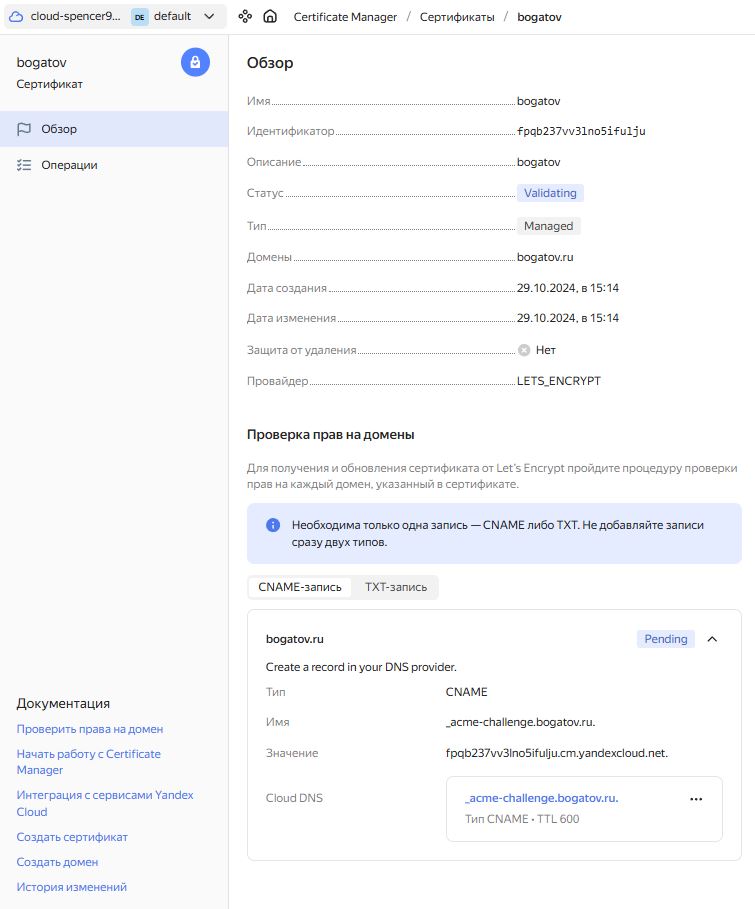 cloud-spencer9... DE default Certificate Manager / Сертификаты / bogatov
bogatov
Сертификат
Обзор
Операции
Документация
Проверить права на домен
Начать работу с Certificate
Manager
Интеграция с сервисами Yandex
Cloud
Создать сертификат
Создать домен
История изменений
Обзор
Имя bogatov
Идентификатор fpqb237vv3lno5ifulju
Описание bogatov
Статус Validating
Тип Managed
Домены bogatov.ru
Дата создания 29.10.2024, в 15:14
Дата изменения 29.10.2024, в 15:14
Защита от удаления Нет
Провайдер LETS_ENCRYPT
Проверка прав на домены
Для получения и обновления сертификата от Let's Encrypt пройдите процедуру проверки
прав на каждый домен, указанный в сертификате.
Необходима только одна запись — CNAME либо TXT. Не добавляйте записи
сразу двух типов.
CNAME-запись TXT-запись
bogatov.ru Pending
Create a record in your DNS provider.
Тип CNAME
Имя _acme-challenge.bogatov.ru.
Значение fpqb237vv3lno5ifulju.cm.yandexcloud.net.
Cloud DNS _acme-challenge.bogatov.ru.
Тип CNAME • TTL 600